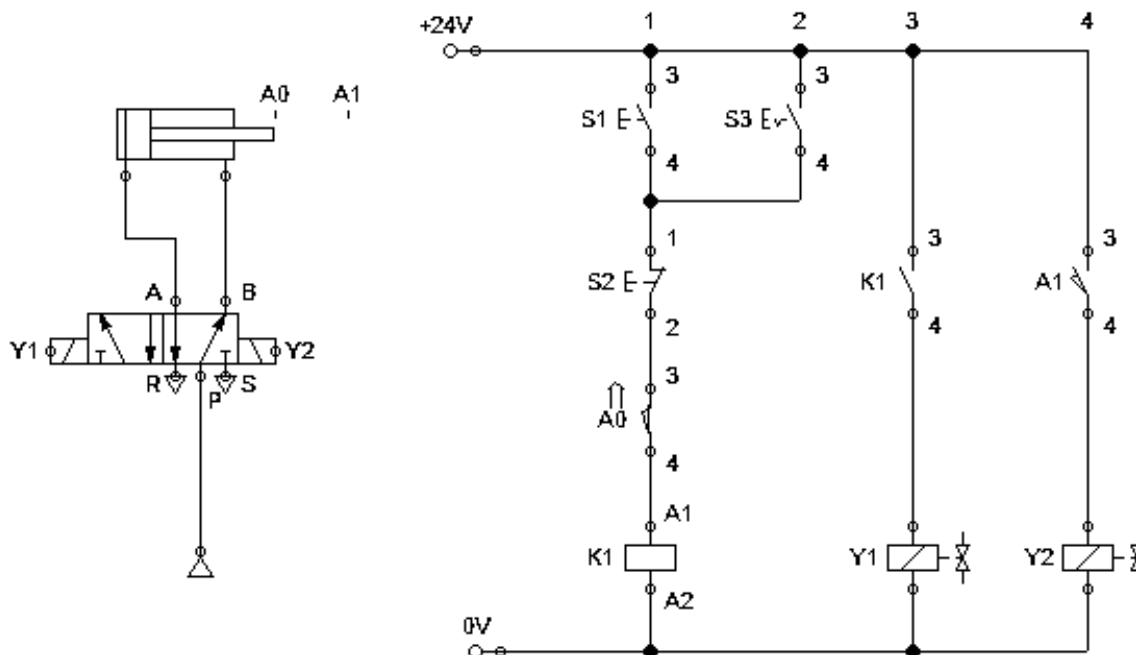 1 2 3 4
+24V
A0 A1
3 3
S1 S3
4 4
1 3 3
A B S2 K1 A1
Y1 Y2
2 4 4
R P S
3
A0
4
A1
K1 Y1 Y2
A2
0V